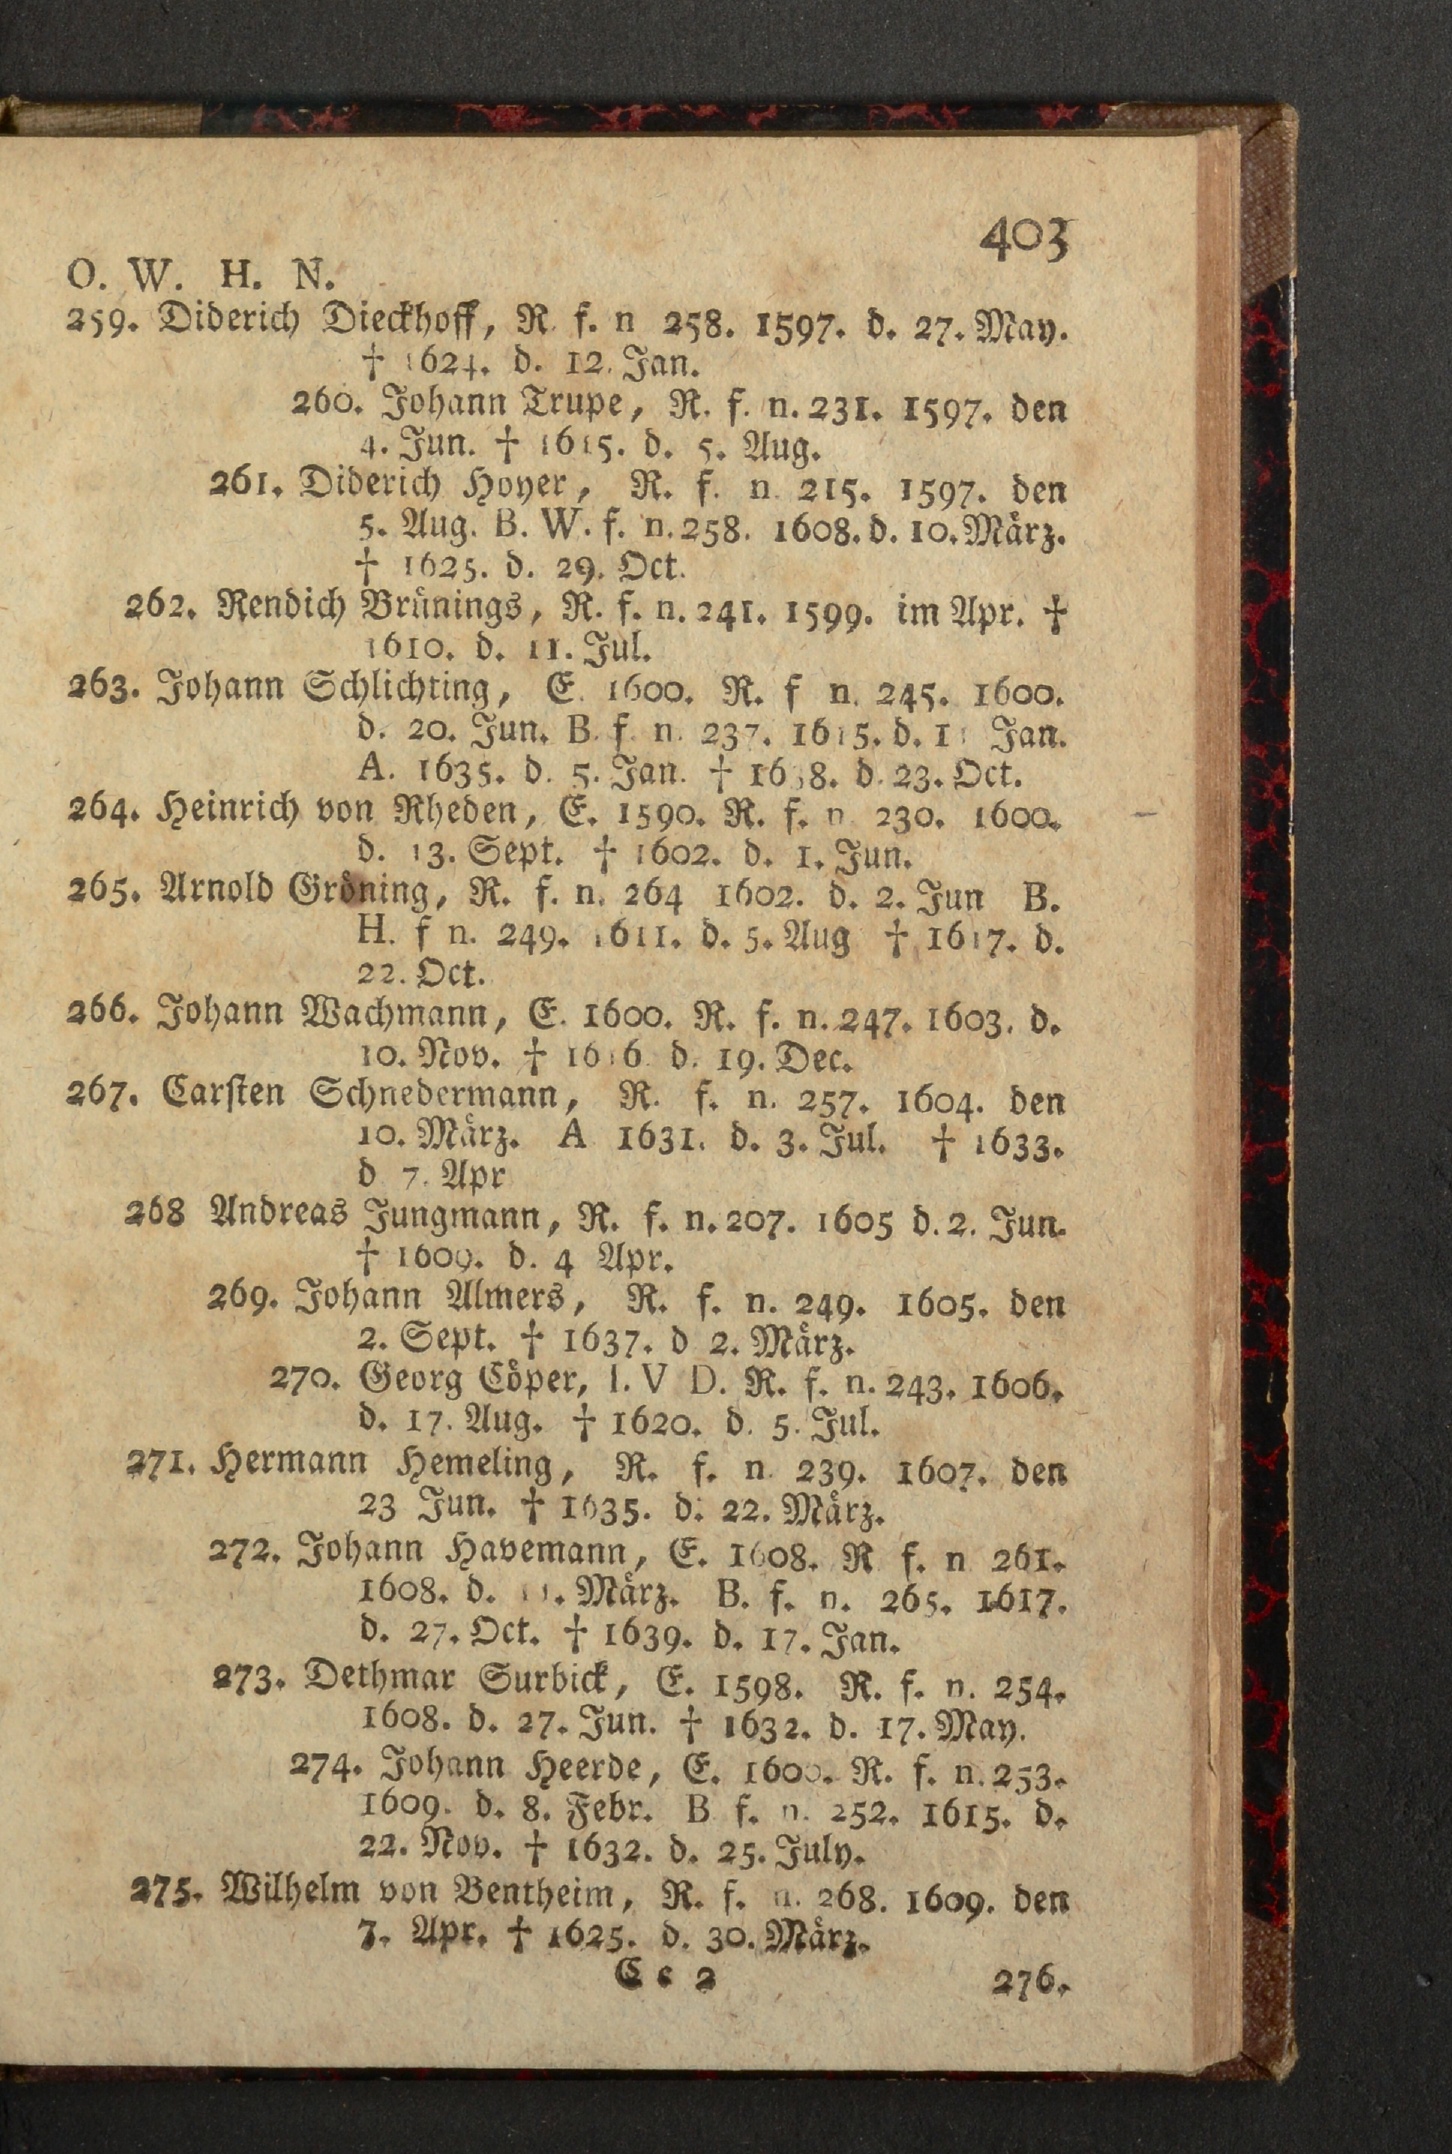 403
O. W. H. N.
259. Diderich Dieckhoff, R. f. n 258. 1597. d. 27. May.
† 1624. d. 12. Jan.
260. Johann Trupe, R. f. n. 231. 1597. den
4. Jun. † 1615. d. 5. Aug.
261. Diderich Hoyer, R. f. n. 215. 1597. den
5. Aug. B. W. f. n. 258. 1608. d. 10. März.
† 1625. d. 29. Oct.
262. Rendich Brünings, R. f. n. 241. 1599. im Apr. †
1610. d. 11. Jul.
263. Johann Schlichting, E. 1600. R. f n. 245. 1600.
d. 20. Jun. B. f. n. 237. 1615. d. Jan.
A. 1635. d. 5. Jan. † 1638. d. 23. Oct.
264. Heinrich von Rheden, E. 1590. R. f. n. 230. 1600.
d. 13. Sept. † 1602. d. 1. Jun.
265. Arnold Gröning, R. f. n. 264 1602. d. 2. Jun B.
H. f n. 249. 1611. d. 5. Aug † 1617. d.
22. Oct.
266. Johann Wachmann, E. 1600. R. f. n. 247. 1603. d.
10. Nov. † 1616. d. 19. Dec.
267. Carsten Schnedermann, R. f. n. 257. 1604. den
10. März. A 1631. d. 3. Jul. † 1633.
d 7. Apr
268 Andreas Jungmann, R. f. n. 207. 1605 d. 2. Jun.
† 1609. d. 4 Apr.
269. Johann Almers, R. f. n. 249. 1605. den
2. Sept. † 1637. d 2. März.
270. Georg Cöper, I. V D. R. f. n. 243. 1606.
d. 17. Aug. † 1620. d. 5. Jul.
271. Hermann Hemeling, R. f. n. 239. 1607. den
23 Jun. † 1635. d. 22. März.
272. Johann Havemann, E. 1608. R f. n 261.
1608. d. 11. März. B. f. n. 265. 1617.
d. 27. Oct. † 1639. d. 17. Jan.
273. Dethmar Surbick, E. 1598. R. f. n. 254.
1608. d. 27. Jun. † 1632. d. 17. May.
274. Johann Heerde, E. 1600. R. f. n. 253.
1609. d. 8. Febr. B f. n. 252. 1615. d.
22. Nov. † 1632. d. 25. July.
275. Wilhelm von Bentheim, R. f. n. 268. 1609. den
7. Apr. † 1625. d. 30. März.
C c 2 276.